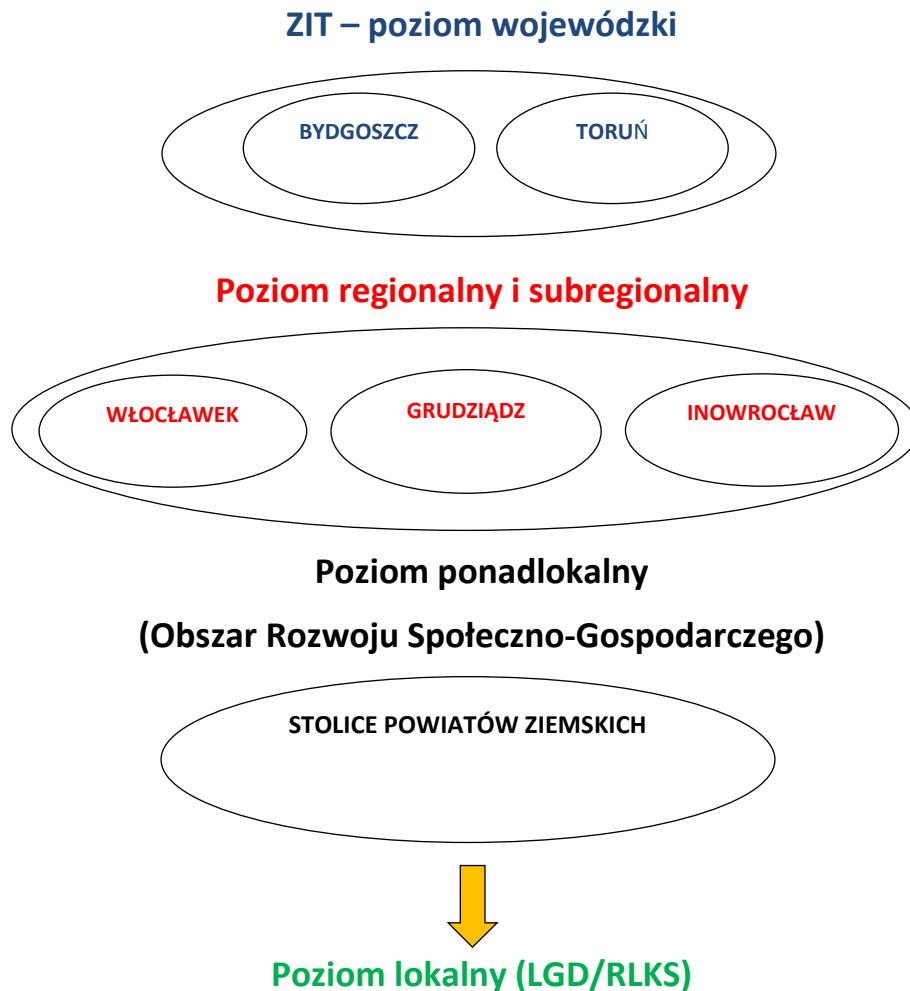 ZIT – poziom wojewódzki
BYDGOSZCZ TORUŃ
Poziom regionalny i subregionalny
WŁOCŁAWEK GRUDZIĄDZ INOWROCŁAW
Poziom ponadlokalny
(Obszar Rozwoju Społeczno-Gospodarczego)
STOLICE POWIATÓW ZIEMSKICH
Poziom lokalny (LGD/RLKS)